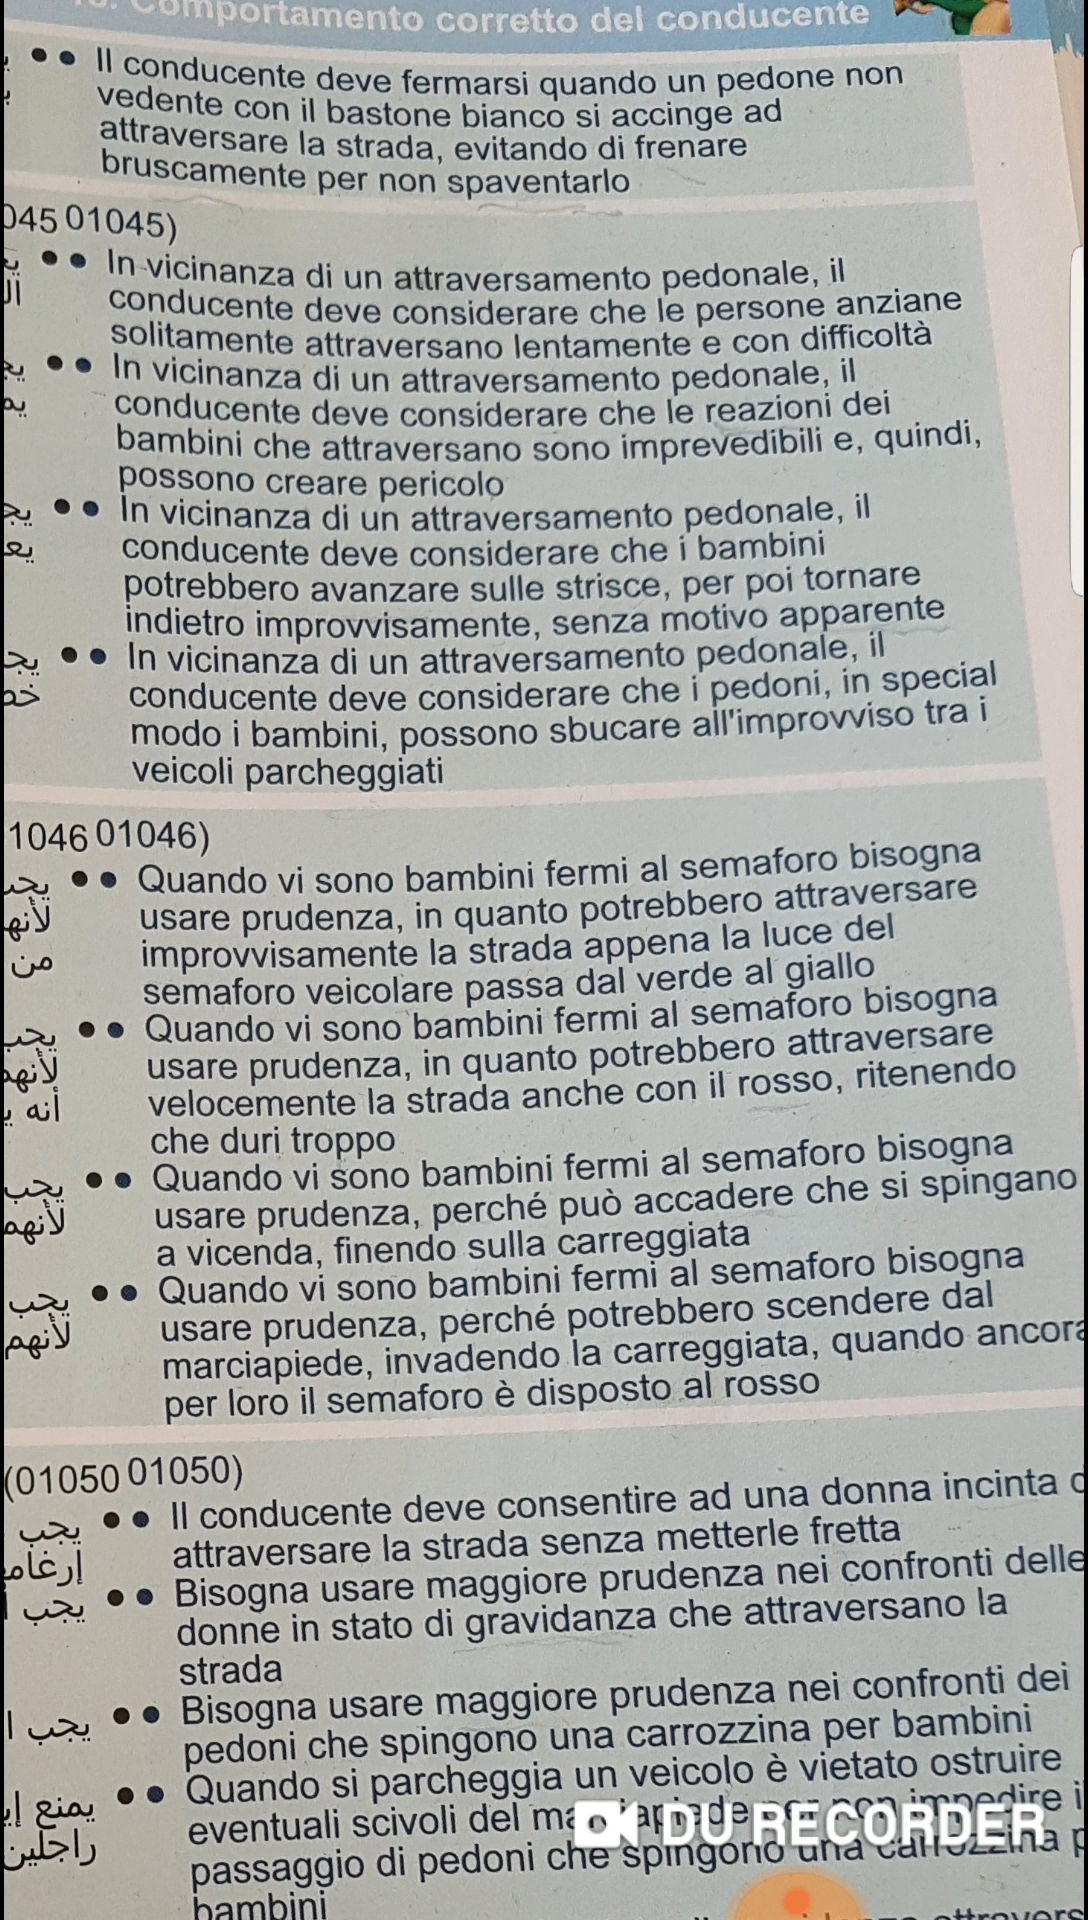 Comportamento corretto del conducente
•• Il conducente deve fermarsi quando un pedone non
vedente con il bastone bianco si accinge ad
attraversare la strada, evitando di frenare
bruscamente per non spaventarlo
045 01045)
•• In vicinanza di un attraversamento pedonale, il
conducente deve considerare che le persone anziane
solitamente attraversano lentamente e con difficoltà
•• In vicinanza di un attraversamento pedonale, il
conducente deve considerare che le reazioni dei
bambini che attraversano sono imprevedibili e, quindi,
possono creare pericolo
•• In vicinanza di un attraversamento pedonale, il
conducente deve considerare che i bambini
potrebbero avanzare sulle strisce, per poi tornare
indietro improvvisamente, senza motivo apparente
•• In vicinanza di un attraversamento pedonale, il
conducente deve considerare che i pedoni, in special
modo i bambini, possono sbucare all'improvviso tra i
veicoli parcheggiati
1046 01046)
•• Quando vi sono bambini fermi al semaforo bisogna
لأنه usare prudenza, in quanto potrebbero attraversare
من improvvisamente la strada appena la luce del
semaforo veicolare passa dal verde al giallo
•• Quando vi sono bambini fermi al semaforo bisogna
usare prudenza, in quanto potrebbero attraversare
أنه velocemente la strada anche con il rosso, ritenendo
che duri troppo
يجب •• Quando vi sono bambini fermi al semaforo bisogna
لأنهم usare prudenza, perché può accadere che si spingano
a vicenda, finendo sulla carreggiata
يجب •• Quando vi sono bambini fermi al semaforo bisogna
لأنهم usare prudenza, perché potrebbero scendere dal
marciapiede, invadendo la carreggiata, quando ancora
per loro il semaforo è disposto al rosso
(01050 01050)
يجب •• Il conducente deve consentire ad una donna incinta
attraversare la strada senza metterle fretta
يجب •• Bisogna usare maggiore prudenza nei confronti delle
donne in stato di gravidanza che attraversano la
strada
يجب •• Bisogna usare maggiore prudenza nei confronti dei
pedoni che spingono una carrozzina per bambini
يمنع •• Quando si parcheggia un veicolo è vietato ostruire
راجلين eventuali scivoli del marciapiede per non impedire i
passaggio di pedoni che spingono una carrozzina
bambini
DU RECORDER